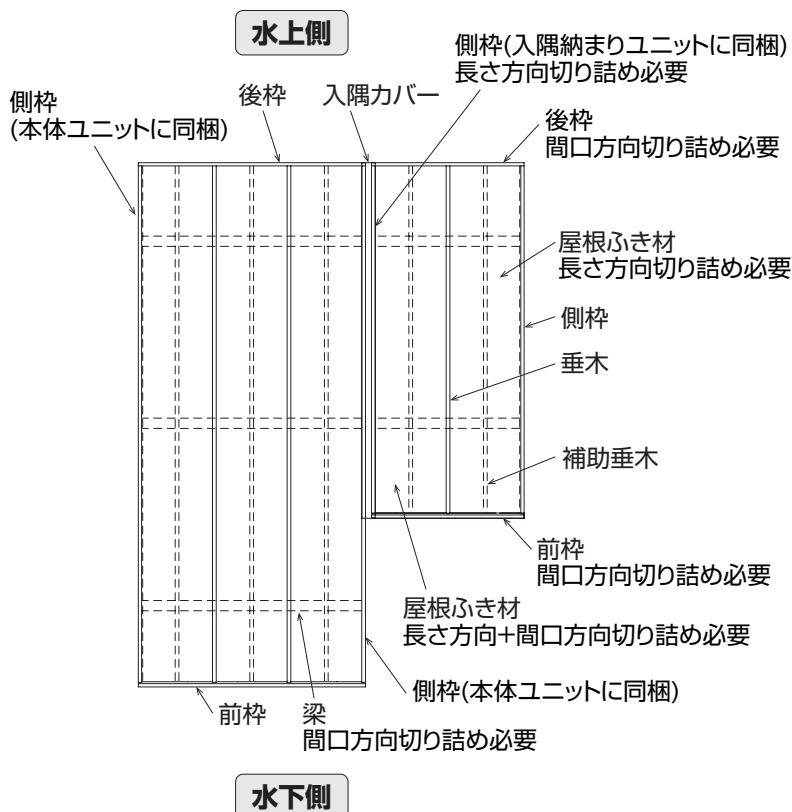 水上側
側枠(入隅納まりユニットに同梱)
長さ方向切り詰め必要
側枠
(本体ユニットに同梱)
後枠
入隅カバー
後枠
間口方向切り詰め必要
屋根ふき材
長さ方向切り詰め必要
側枠
垂木
補助垂木
前枠
間口方向切り詰め必要
屋根ふき材
長さ方向+間口方向切り詰め必要
側枠(本体ユニットに同梱)
前枠
梁
間口方向切り詰め必要
水下側